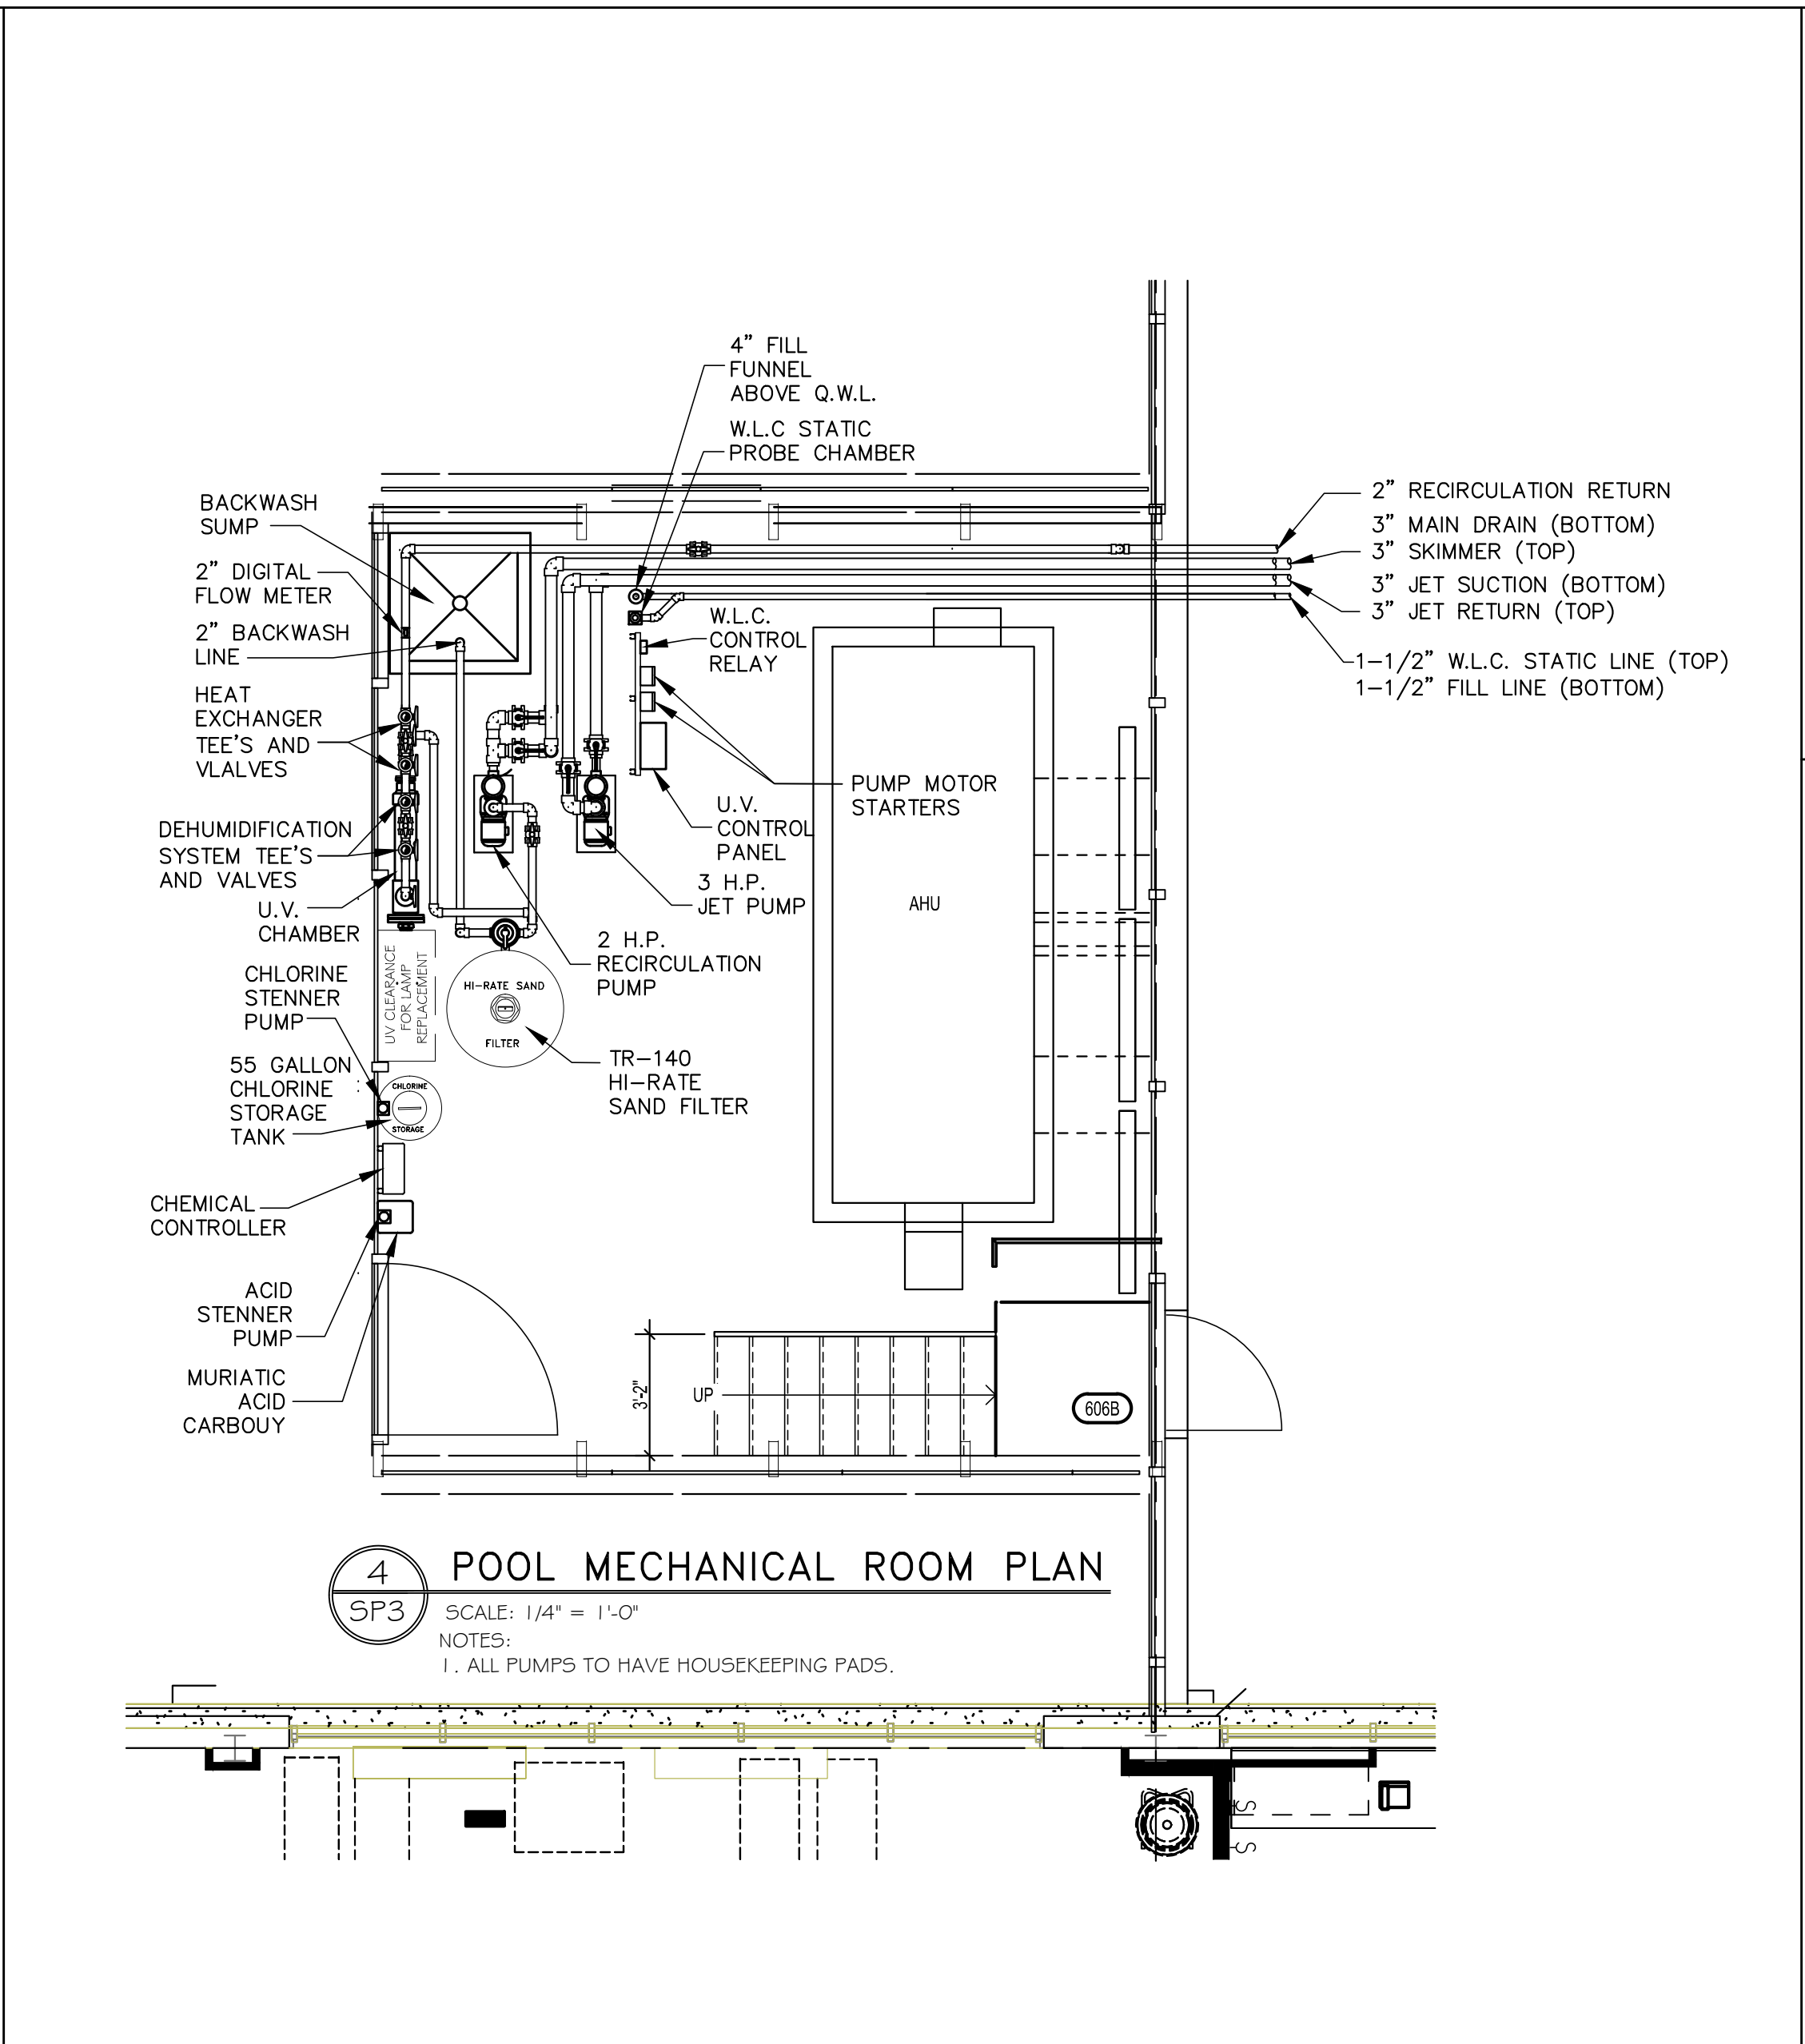 4” FILL
FUNNEL
ABOVE Q.W.L.
W.L.C STATIC
PROBE CHAMBER
BACKWASH
SUMP
2” DIGITAL
FLOW METER
2” BACKWASH
LINE
HEAT
EXCHANGER
TEE'S AND
VLALVES
DEHUMIDIFICATION
SYSTEM TEE'S
AND VALVES
U.V.
CHAMBER
CHLORINE
STENNER
PUMP
55 GALLON
CHLORINE
STORAGE
TANK
CHEMICAL
CONTROLLER
ACID
STENNER
PUMP
MURIATIC
ACID
CARBOUY
2” RECIRCULATION RETURN
3” MAIN DRAIN (BOTTOM)
3” SKIMMER (TOP)
3” JET SUCTION (BOTTOM)
3” JET RETURN (TOP)
1-1/2” W.L.C. STATIC LINE (TOP)
1-1/2” FILL LINE (BOTTOM)
W.L.C.
CONTROL
RELAY
PUMP MOTOR
STARTERS
U.V.
CONTROL
PANEL
3 H.P.
JET PUMP
2 H.P.
RECIRCULATION
PUMP
TR-140
HI-RATE
SAND FILTER
AHU
UV CLEARANCE
FOR LAMP
REPLACEMENT
HI-RATE SAND
FILTER
CHLORINE
STORAGE
3'-2"
UP
606B
4
SP3
POOL MECHANICAL ROOM PLAN
SCALE: 1/4" = 1'-0"
NOTES:
1. ALL PUMPS TO HAVE HOUSEKEEPING PADS.
S
S